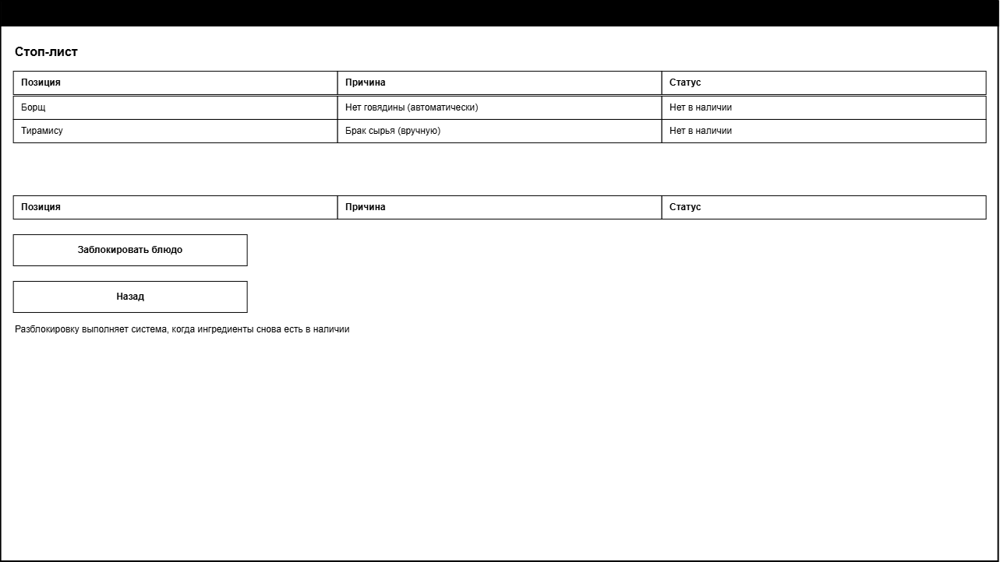 Стоп-лист
Позиция Причина Статус
Борщ Нет говядины (автоматически) Нет в наличии
Тирамису Брак сырья (вручную) Нет в наличии
Позиция Причина Статус
Заблокировать блюдо
Назад
Разблокировку выполняет система, когда ингредиенты снова есть в наличии